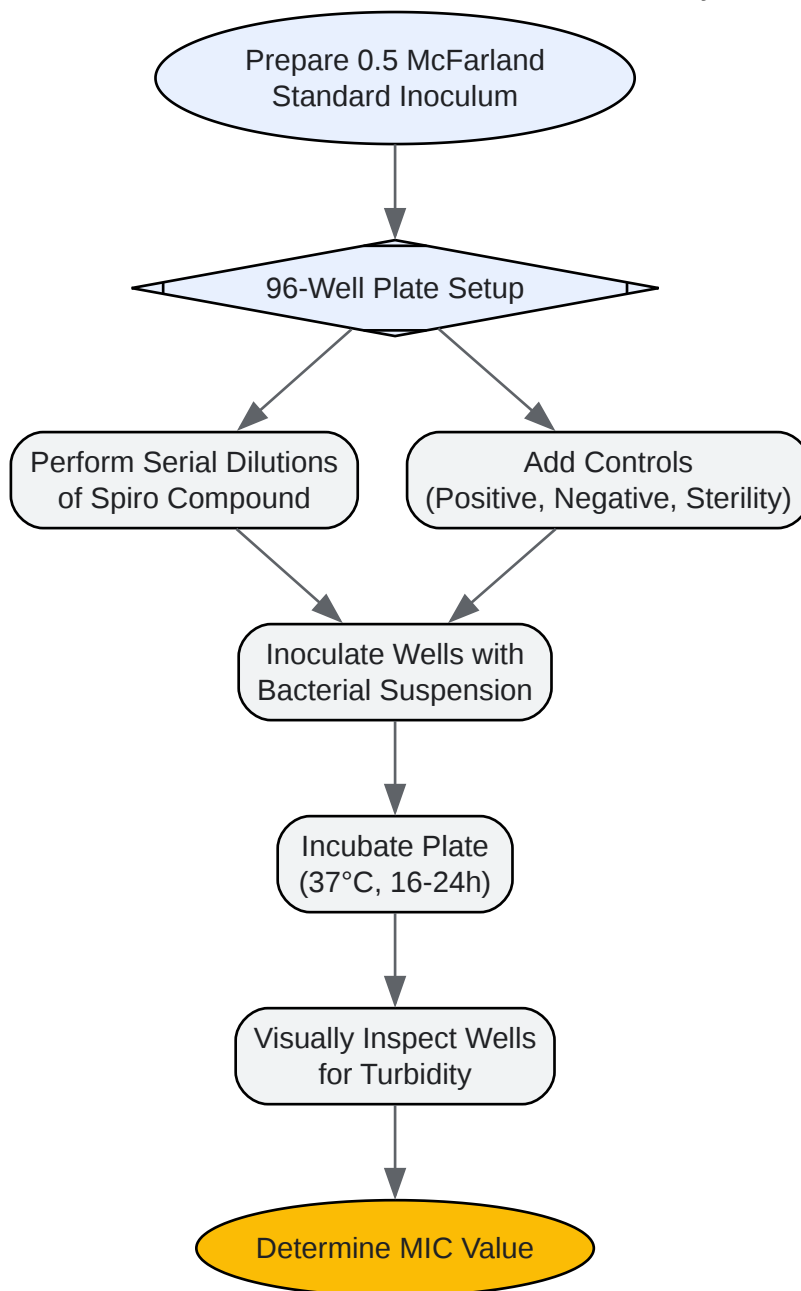 Prepare 0.5 McFarland
Standard Inoculum
96-Well Plate Setup
Perform Serial Dilutions
of Spiro Compound
Add Controls
(Positive, Negative, Sterility)
Inoculate Wells with
Bacterial Suspension
Incubate Plate
(37°C, 16-24h)
Visually Inspect Wells
for Turbidity
Determine MIC Value